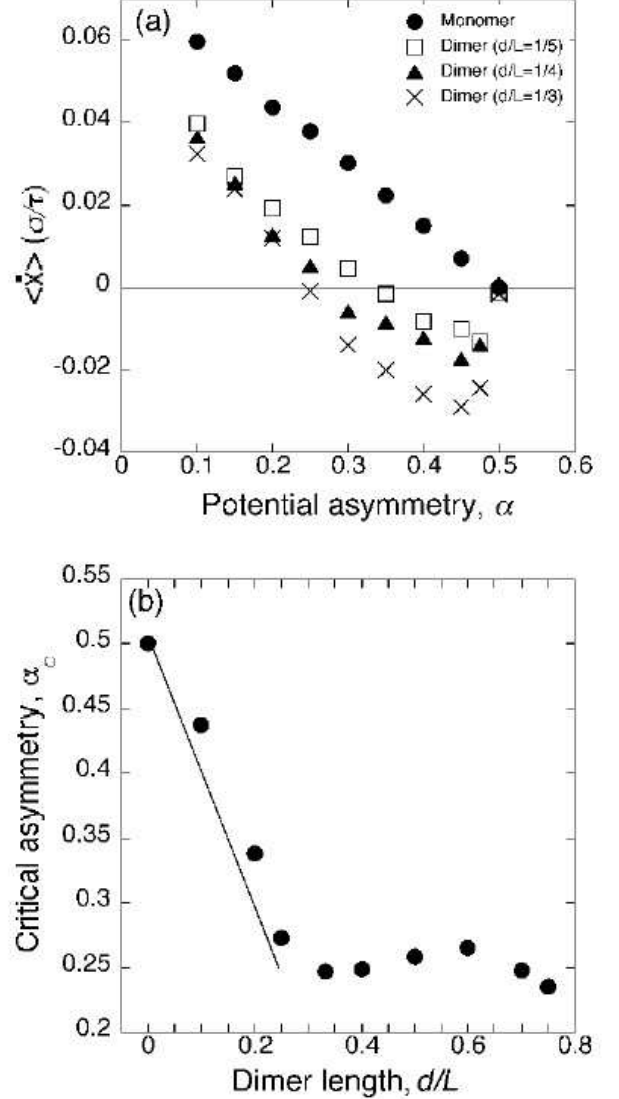 (a)
Monomer
Dimer (d/L=1/5)
Dimer (d/L=1/4)
Dimer (d/L=1/3)
0.06
0.04
0.02
0
-0.02
-0.04
<Ẋ> (σ/τ)
0 0.1 0.2 0.3 0.4 0.5 0.6
Potential asymmetry, α
(b)
0.55
0.5
0.45
0.4
0.35
0.3
0.25
0.2
Critical asymmetry, α_c
0 0.2 0.4 0.6 0.8
Dimer length, d/L